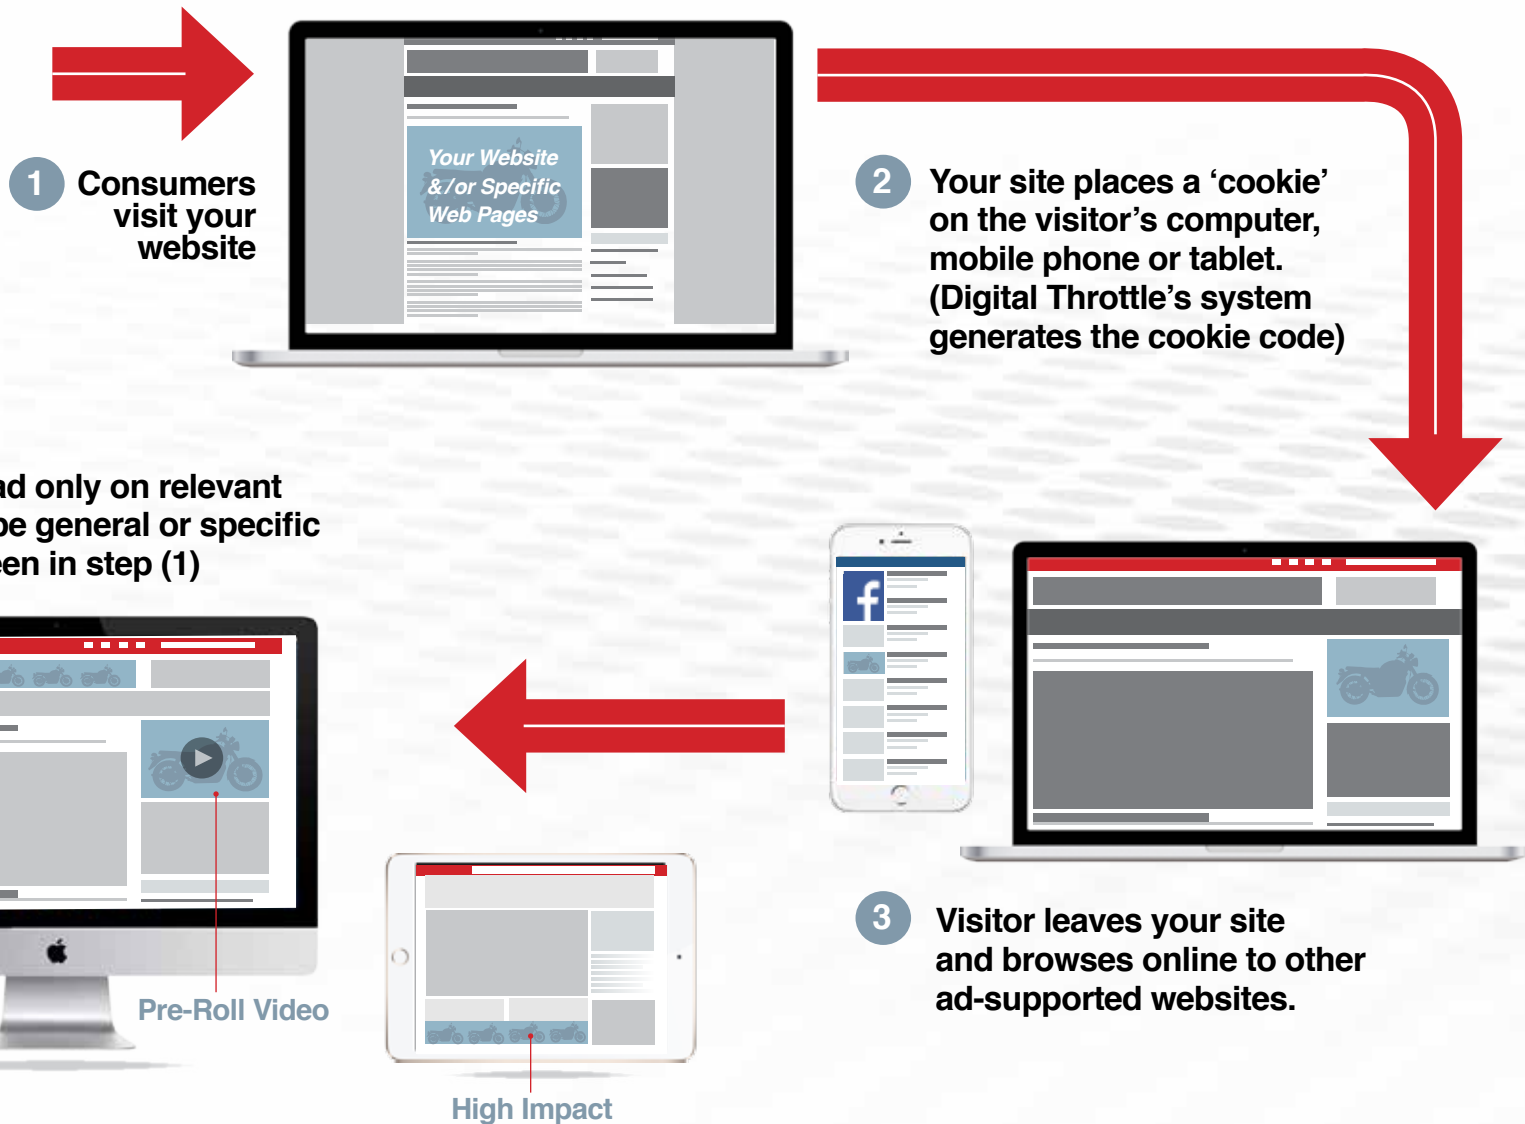 1
Consumers
visit your
website
Your Website
&/or Specific
Web Pages
2
Your site places a ‘cookie’
on the visitor’s computer,
mobile phone or tablet.
(Digital Throttle’s system
generates the cookie code)
ad only on relevant
be general or specific
een in step (1)
f
3
Visitor leaves your site
and browses online to other
ad-supported websites.
Pre-Roll Video
High Impact